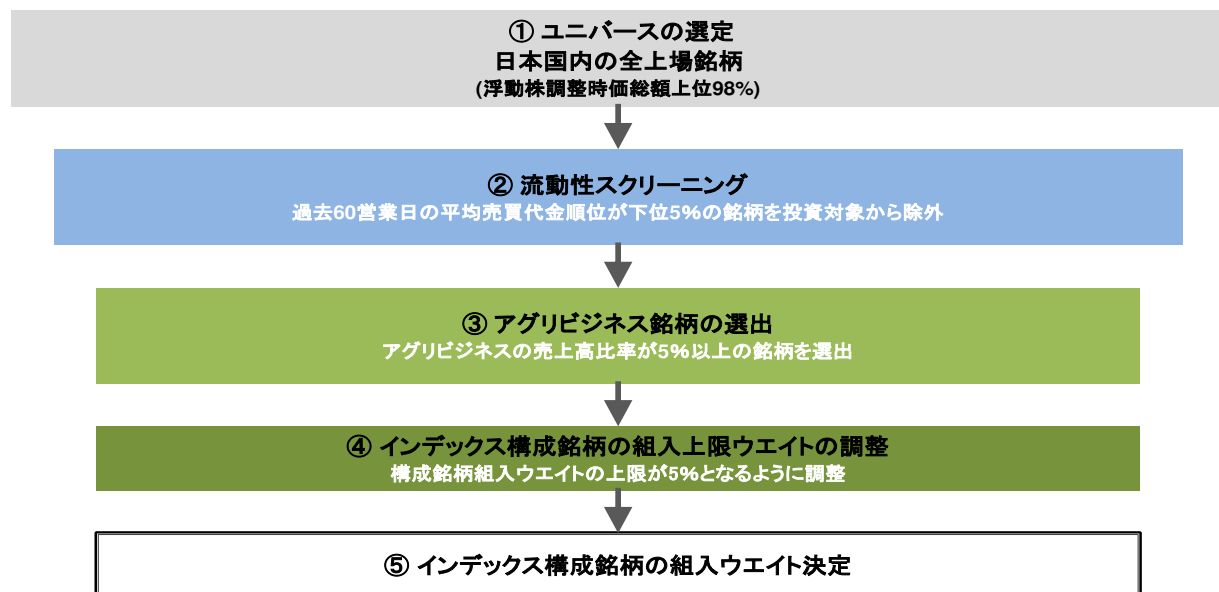 ① ユニバースの選定
日本国内の全上場銘柄
(浮動株調整時価総額上位98%)
② 流動性スクリーニング
過去60営業日の平均売買代金順位が下位5%の銘柄を投資対象から除外
③ アグリビジネス銘柄の選出
アグリビジネスの売上高比率が5%以上の銘柄を選出
④ インデックス構成銘柄の組入上限ウエイトの調整
構成銘柄組入ウエイトの上限が5%となるように調整
⑤ インデックス構成銘柄の組入ウエイト決定